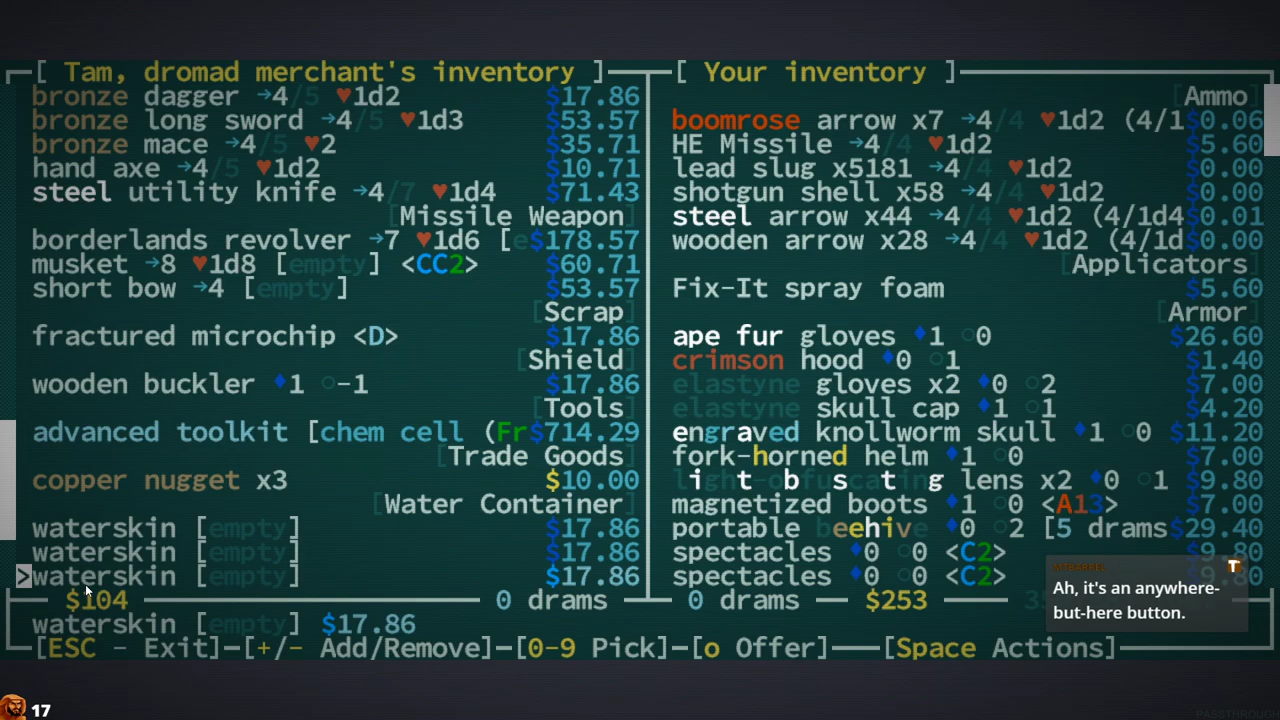 [ Tam, dromad merchant's inventory ]
bronze dagger →4/5 ♥1d2 $17.86
bronze long sword →4/5 ♥1d3 $53.57
bronze mace →4/5 ♥2 $35.71
hand axe →4/5 ♥1d2 $10.71
steel utility knife →4/7 ♥1d4 $71.43
[Missile Weapon]
borderlands revolver →7 ♥1d6 [e $178.57
musket →8 ♥1d8 [empty] <CC2> $60.71
short bow →4 [empty] $53.57
[Scrap]
fractured microchip <D> $17.86
[Shield]
wooden buckler ♦1 ○-1 $17.86
[Tools]
advanced toolkit [chem cell (Fr $714.29
[Trade Goods]
copper nugget x3 $10.00
[Water Container]
waterskin [empty] $17.86
waterskin [empty] $17.86
>waterskin [empty] $17.86
$104 0 drams
[ Your inventory ]
[Ammo]
boomrose arrow x7 →4/4 ♥1d2 (4/1 $0.06
HE Missile →4/4 ♥1d2 $5.60
lead slug x5181 →4/4 ♥1d2 $0.00
shotgun shell x58 →4/4 ♥1d2 $0.00
steel arrow x44 →4/4 ♥1d2 (4/1d4 $0.01
wooden arrow x28 →4/4 ♥1d2 (4/1d $0.00
[Applicators]
Fix-It spray foam $5.60
[Armor]
ape fur gloves ♦1 ○0 $26.60
crimson hood ♦0 ○1 $1.40
elastyne gloves x2 ♦0 ○2 $7.00
elastyne skull cap ♦1 ○1 $4.20
engraved knollworm skull ♦1 ○0 $11.20
fork-horned helm ♦1 ○0 $7.00
light-obfuscating lens x2 ♦0 ○1 $9.80
magnetized boots ♦1 ○0 <A13> $7.00
portable beehive ♦0 ○2 [5 drams $29.40
spectacles ♦0 ○0 <C2> $9.80
spectacles ♦0 ○0 <C2> 9.80
0 drams $253
Ah, it's an anywhere-
but-here button.
waterskin [empty] $17.86
[ESC - Exit]-[+/- Add/Remove]-[0-9 Pick]-[o Offer]-[Space Actions]
17